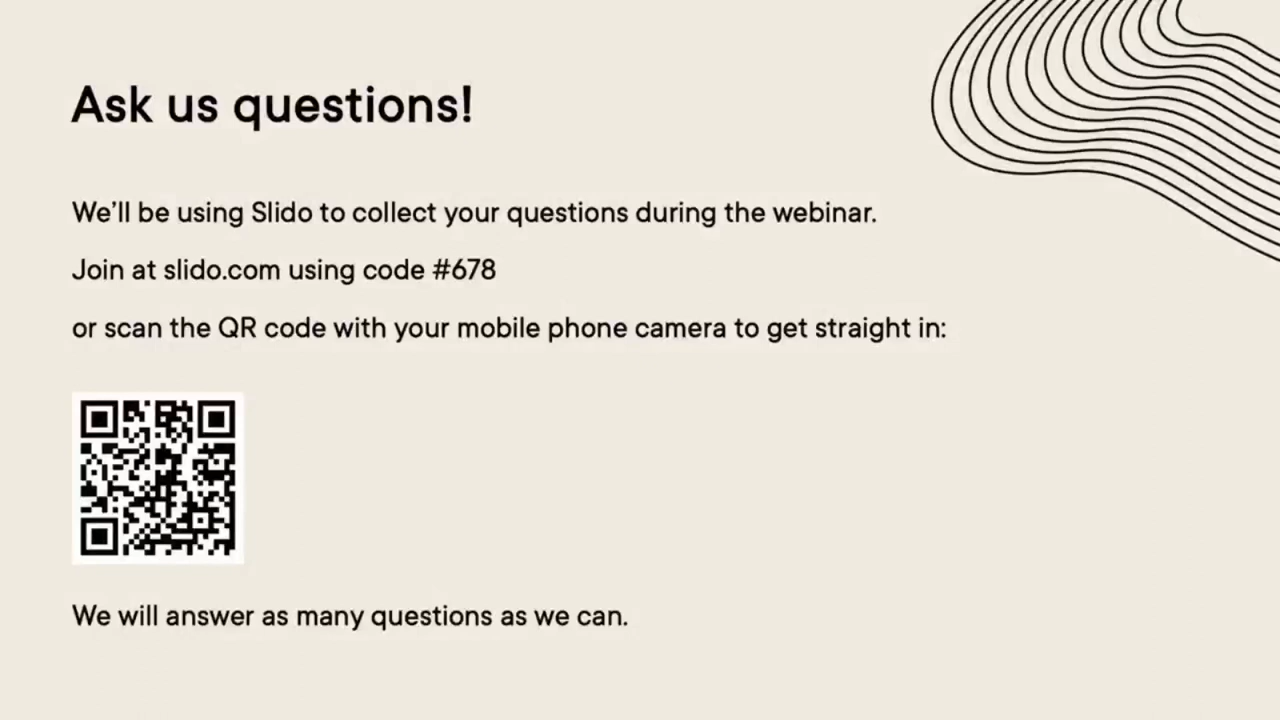 Ask us questions!
We’ll be using Slido to collect your questions during the webinar.
Join at slido.com using code #678
or scan the QR code with your mobile phone camera to get straight in:
We will answer as many questions as we can.